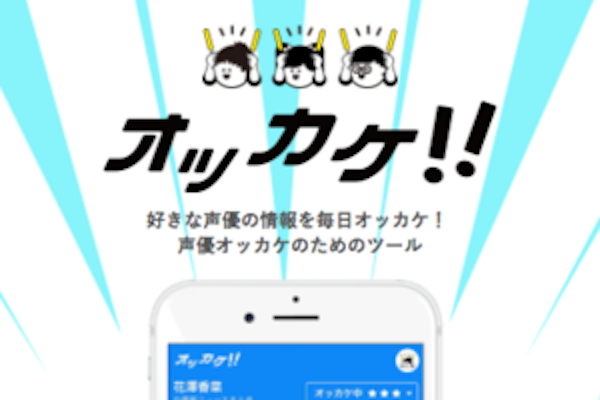 オッカケ!!
好きな声優の情報を毎日オッカケ！
声優オッカケのためのツール
オッカケ!!
花澤香菜
オッカケ中 ★★★